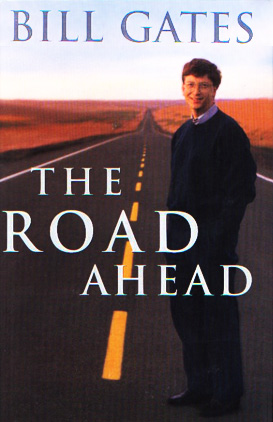 BILL GATES
THE
ROAD
AHEAD